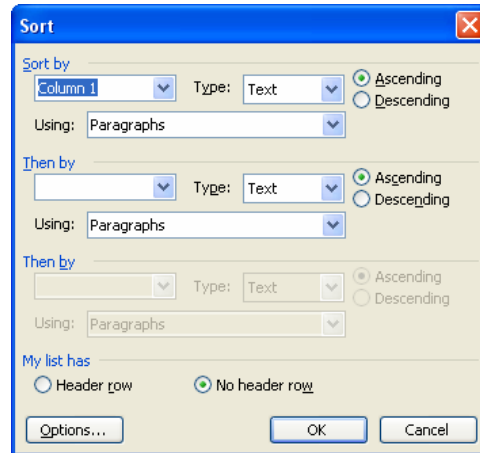 Sort
Sort by
Column 1 Type: Text Ascending
Descending
Using: Paragraphs
Then by
Type: Text Ascending
Descending
Using: Paragraphs
Then by
Type: Text Ascending
Descending
Using: Paragraphs
My list has
Header row No header row
Options... OK Cancel